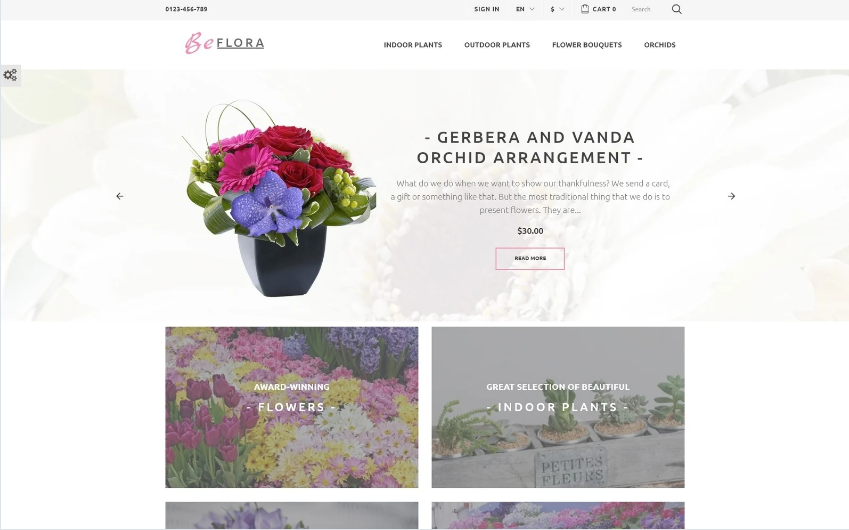 0123-456-789
SIGN IN
EN
$
CART 0
Search
Be FLORA
INDOOR PLANTS
OUTDOOR PLANTS
FLOWER BOUQUETS
ORCHIDS
- GERBERA AND VANDA
ORCHID ARRANGEMENT -
What do we do when we want to show our thankfulness? We send a card,
a gift or something like that. But the most traditional thing that we do is to
present flowers. They are...
$30.00
READ MORE
AWARD-WINNING
- FLOWERS -
GREAT SELECTION OF BEAUTIFUL
- INDOOR PLANTS -
PETITES
FLEURS